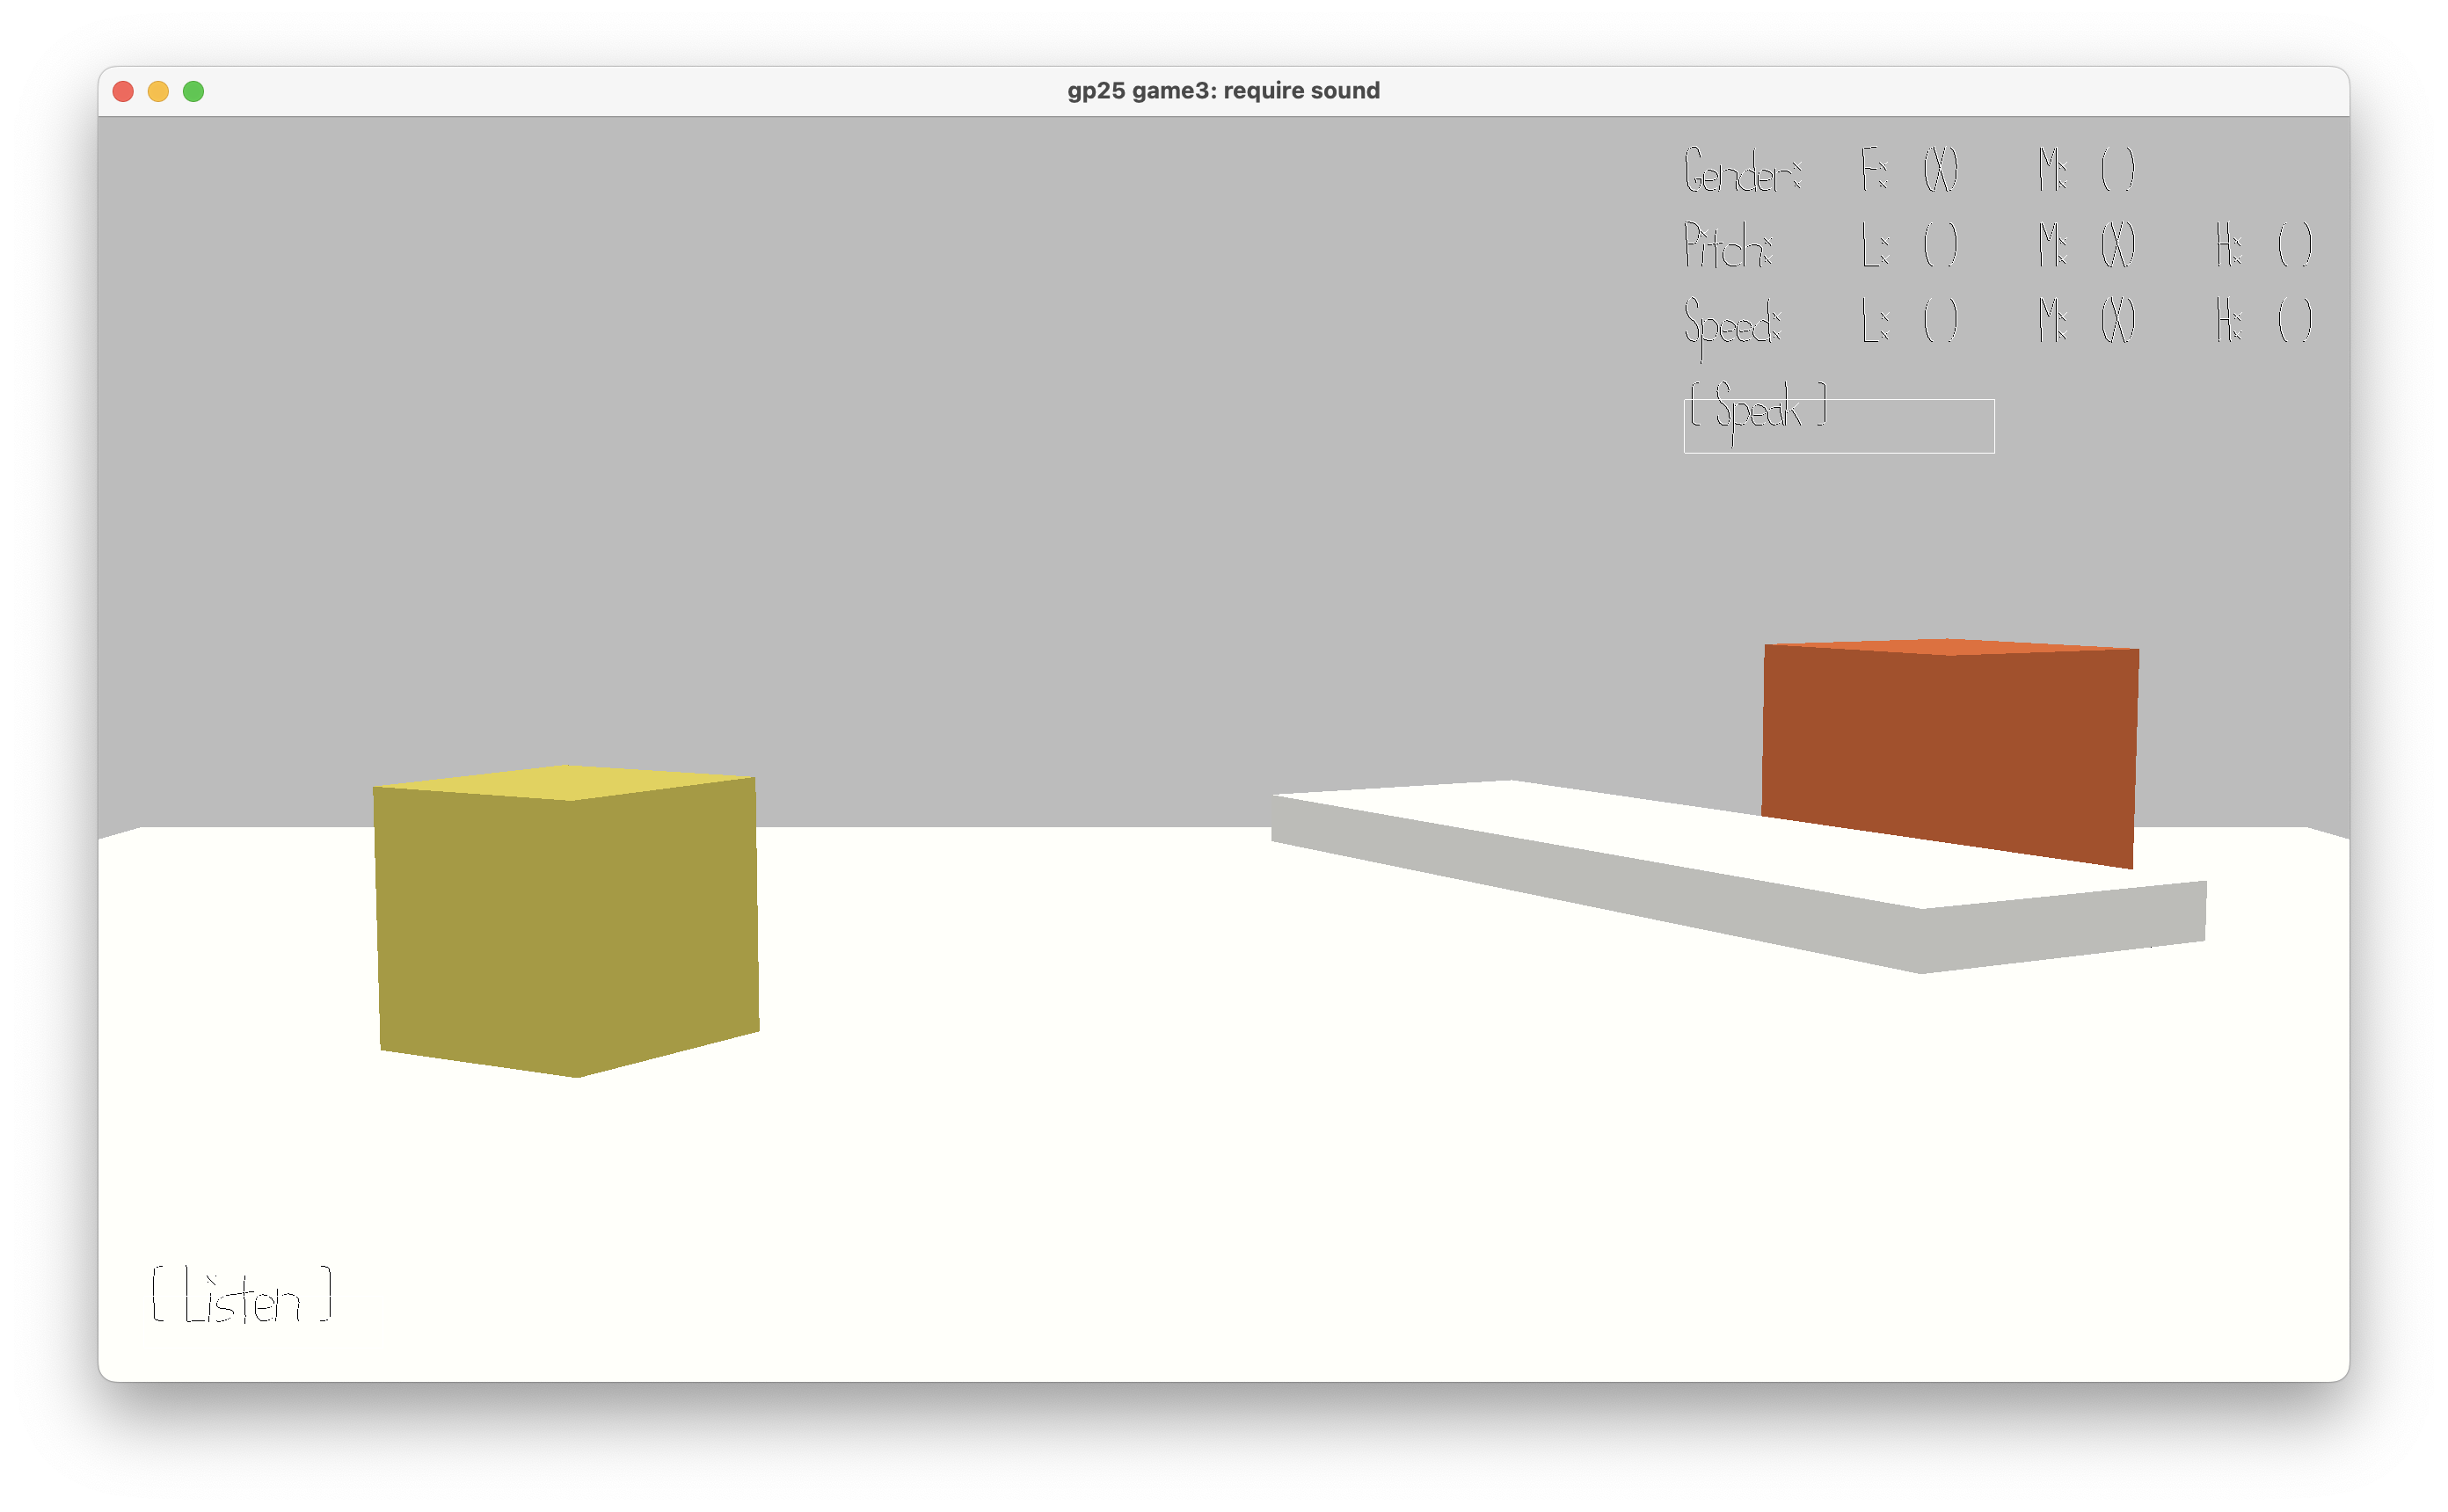 gp25 game3: require sound
Gender: F: (X) M: ( )
Pitch: L: ( ) M: (X) H: ( )
Speed: L: ( ) M: (X) H: ( )
[ Speak ]
[ Listen ]